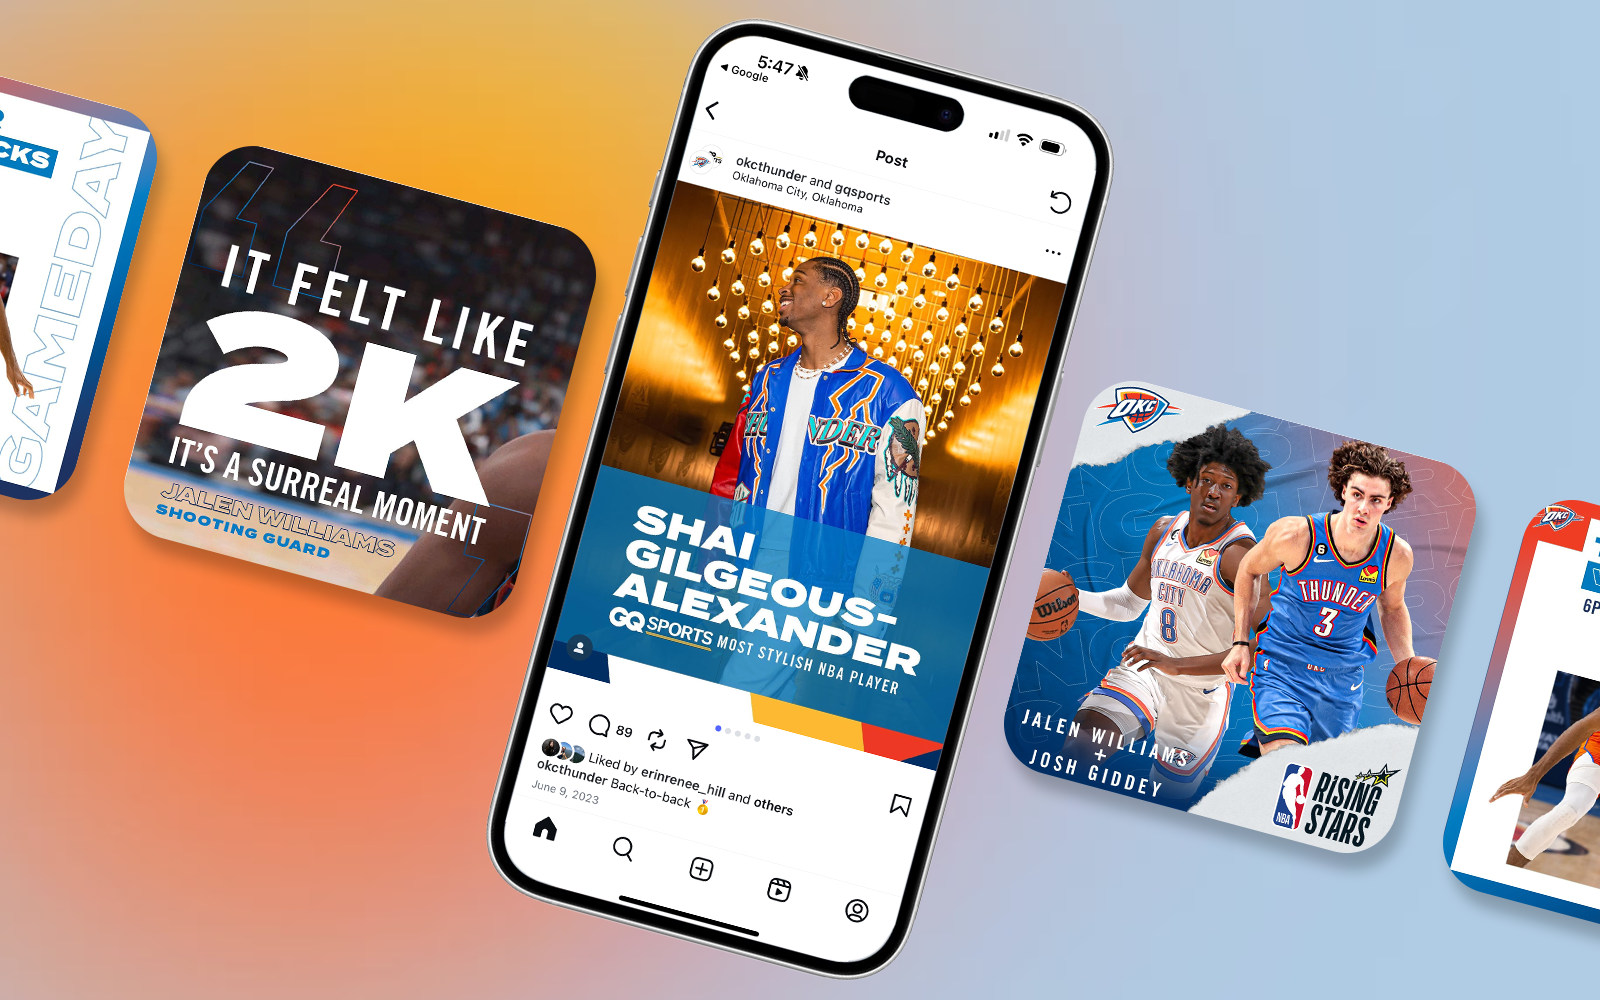 CKS
GAMEDAY
IT FELT LIKE
2K
IT'S A SURREAL MOMENT
JALEN WILLIAMS
SHOOTING GUARD
5:47
Google
Post
okcthunder and gqsports
Oklahoma City, Oklahoma
THUNDER
SHAI
GILGEOUS-
ALEXANDER
GQ SPORTS MOST STYLISH NBA PLAYER
89
Liked by erinrenee_hill and others
okcthunder Back-to-back 🥇
June 9, 2023
OKC
OKLAHOMA
CITY
8
Wilson
6
THUNDER
3
JALEN WILLIAMS
+
JOSH GIDDEY
NBA
RISING
STARS
OKC
6P